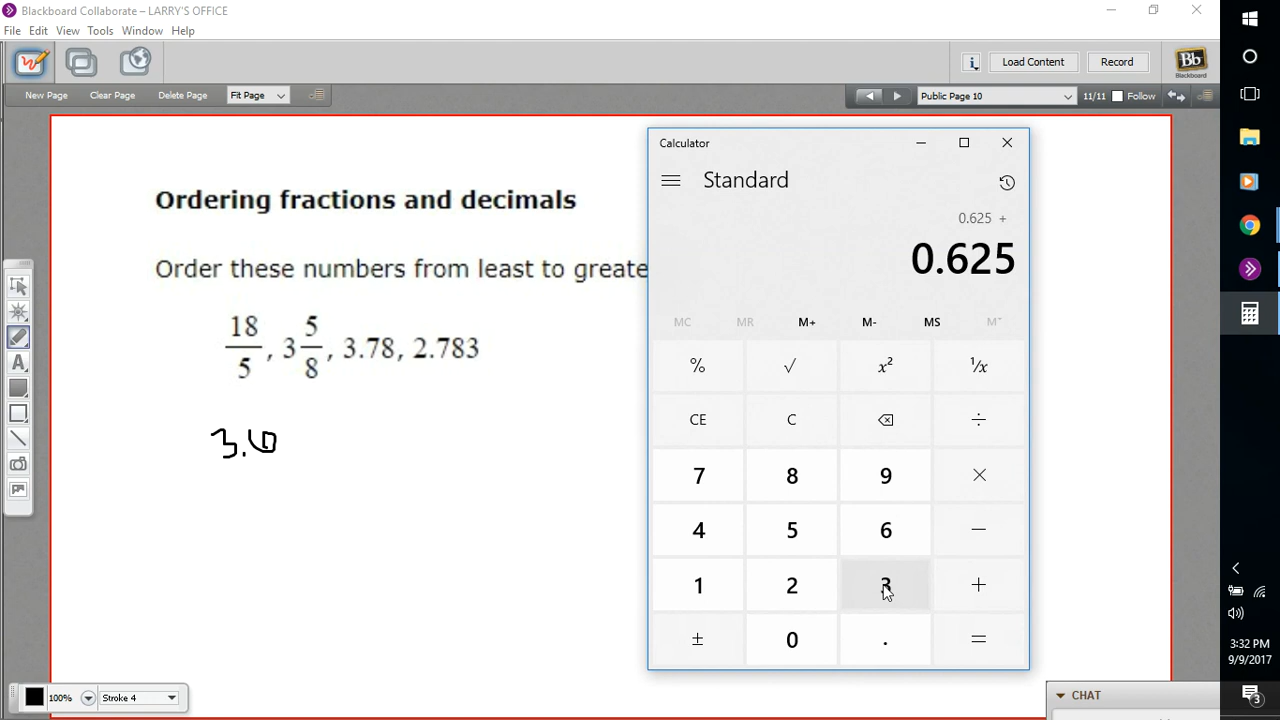 Blackboard Collaborate – LARRY'S OFFICE
File Edit View Tools Window Help
Load Content Record Bb Blackboard
New Page Clear Page Delete Page Fit Page Public Page 10 11/11 Follow
Ordering fractions and decimals
Order these numbers from least to greate
18/5, 3 5/8, 3.78, 2.783
3.6
Calculator
Standard
0.625 +
0.625
MC MR M+ M- MS M˅
% √ x² ¹/x
CE C ⌫ ÷
7 8 9 ×
4 5 6 −
1 2 3 +
± 0 . =
A
100% Stroke 4
CHAT
3:32 PM
9/9/2017
3